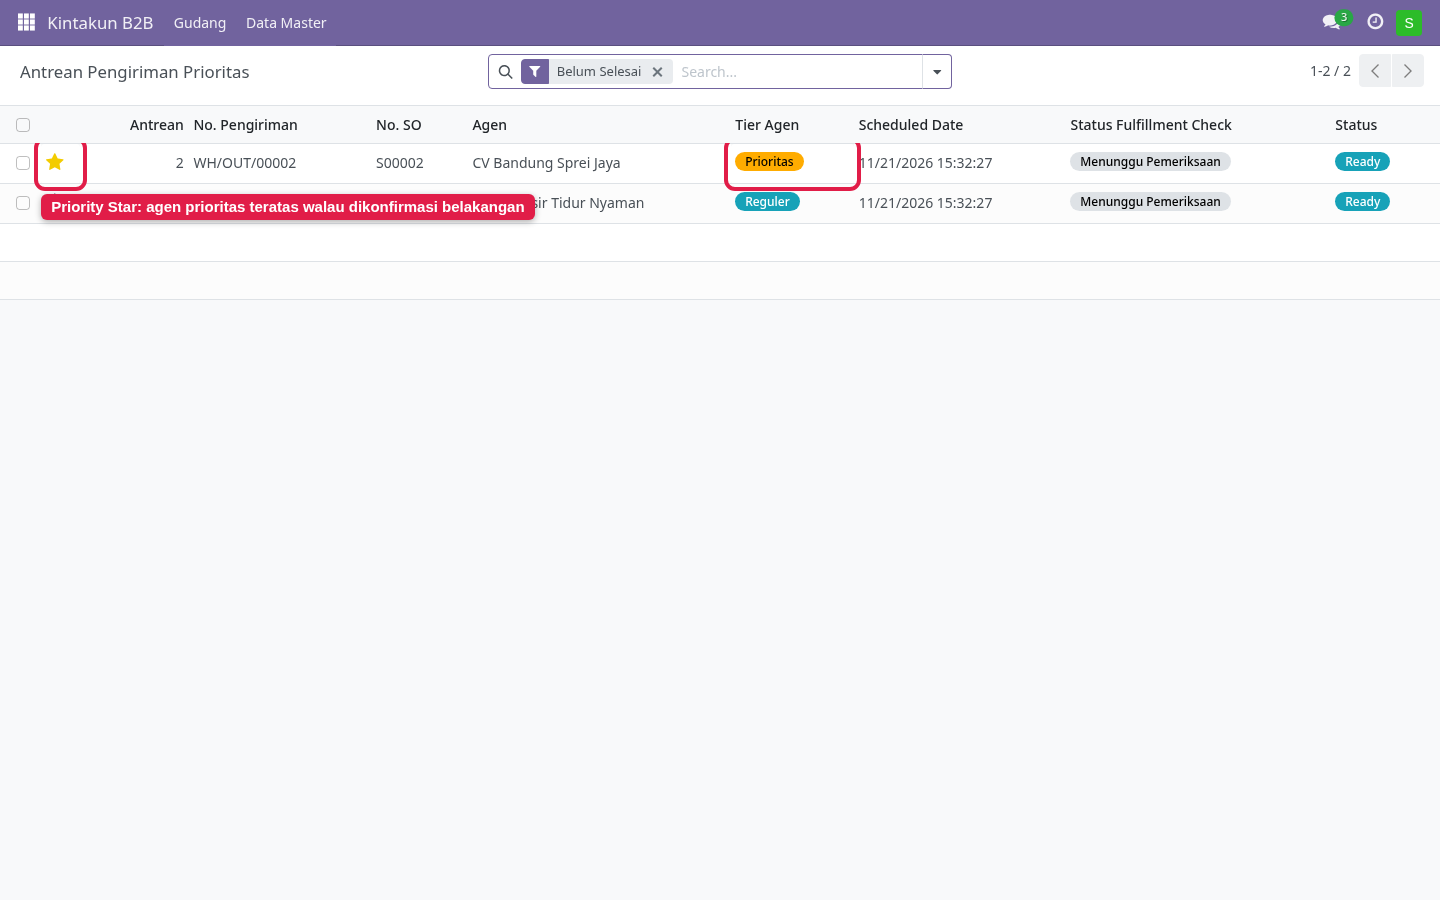 Kintakun B2B Gudang Data Master 3 S
Antrean Pengiriman Prioritas Belum Selesai Search... 1-2 / 2
Antrean No. Pengiriman No. SO Agen Tier Agen Scheduled Date Status Fulfillment Check Status
2 WH/OUT/00002 S00002 CV Bandung Sprei Jaya Prioritas 11/21/2026 15:32:27 Menunggu Pemeriksaan Ready
Tidur Nyaman Reguler 11/21/2026 15:32:27 Menunggu Pemeriksaan Ready
Priority Star: agen prioritas teratas walau dikonfirmasi belakangan